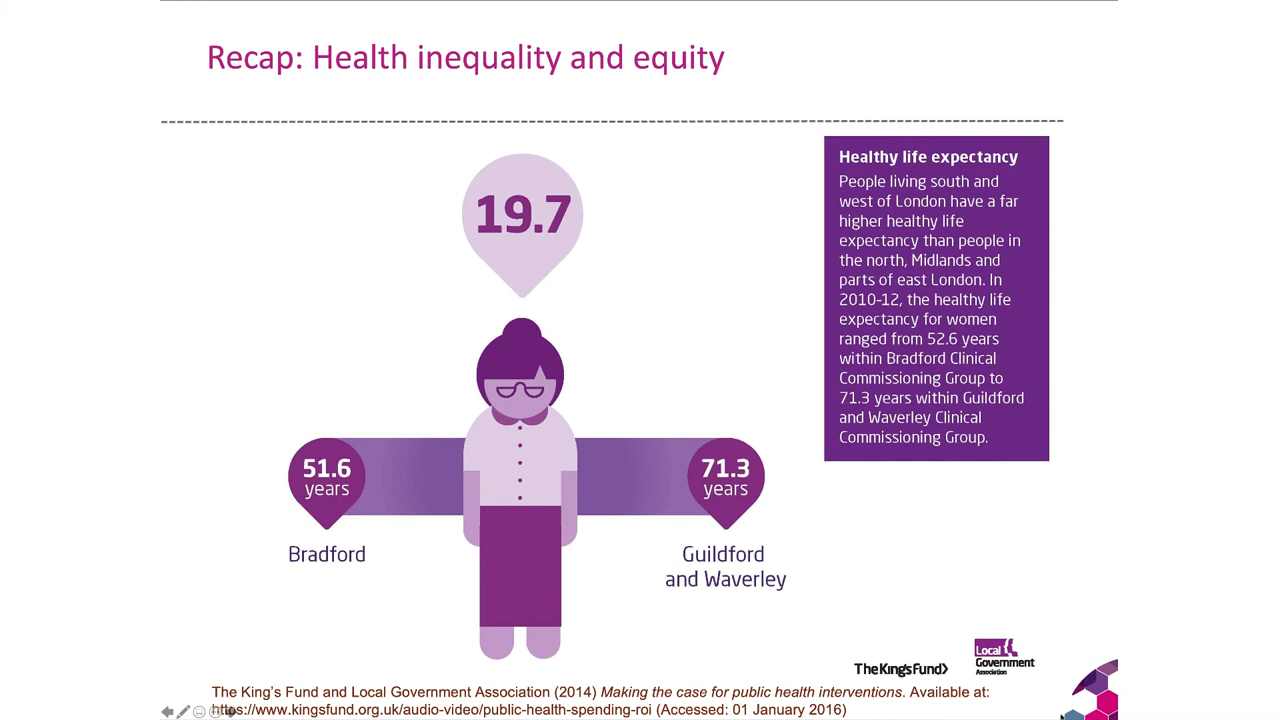 Recap: Health inequality and equity
19.7
51.6
years
Bradford
71.3
years
Guildford
and Waverley
Healthy life expectancy
People living south and
west of London have a far
higher healthy life
expectancy than people in
the north, Midlands and
parts of east London. In
2010-12, the healthy life
expectancy for women
ranged from 52.6 years
within Bradford Clinical
Commissioning Group to
71.3 years within Guildford
and Waverley Clinical
Commissioning Group.
TheKingsFund>
Local
Government
Association
The King's Fund and Local Government Association (2014) Making the case for public health interventions. Available at:
https://www.kingsfund.org.uk/audio-video/public-health-spending-roi (Accessed: 01 January 2016)